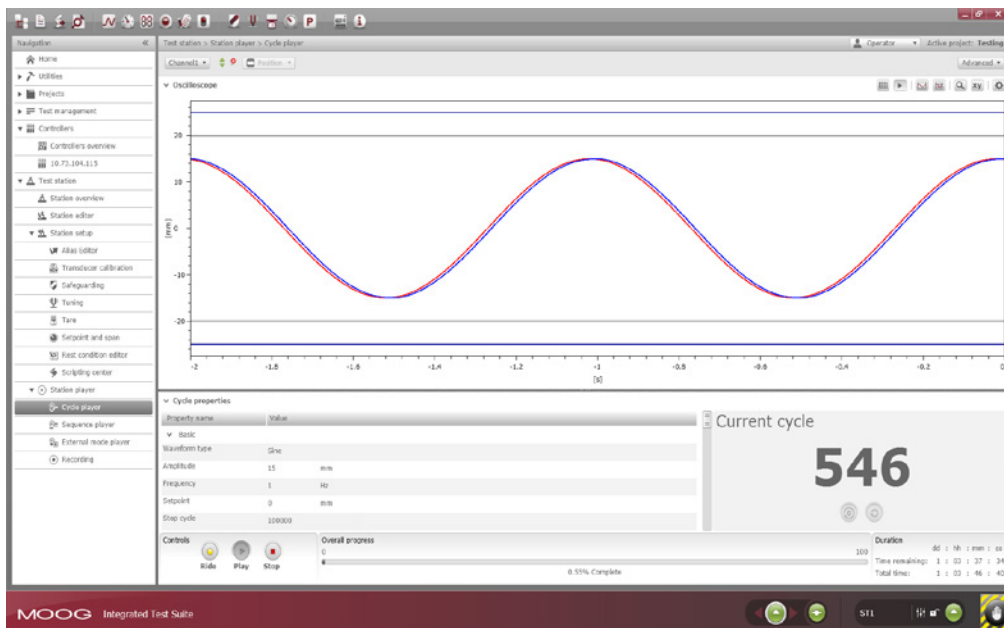 P
Navigation «
Test station > Station player > Cycle player
Operator
Active project: Testing
Home
Utilities
Projects
Test management
Controllers
Controllers overview
10.73.104.115
Test station
Station overview
Station editor
Station setup
Alias Editor
Transducer calibration
Safeguarding
Tuning
Tare
Setpoint and span
Rest condition editor
Scripting center
Station player
Cycle player
Sequence player
External mode player
Recording
Channel1
Position
Advanced
Oscilloscope
xy
20
10
0
-10
-20
[mm]
-2 -1.8 -1.6 -1.4 -1.2 -1 -0.8 -0.6 -0.4 -0.2 0
[s]
Cycle properties
Property name Value
Basic
Waveform type Sine
Amplitude 15 mm
Frequency 1 Hz
Setpoint 0 mm
Stop cycle 100000
Current cycle
546
Controls
Ride Play Stop
Overall progress
0 100
0.55% Complete
Duration
dd : hh : mm : ss
Time remaining: 1 : 03 : 37 : 34
Total time: 1 : 03 : 46 : 40
MOOG Integrated Test Suite
ST1